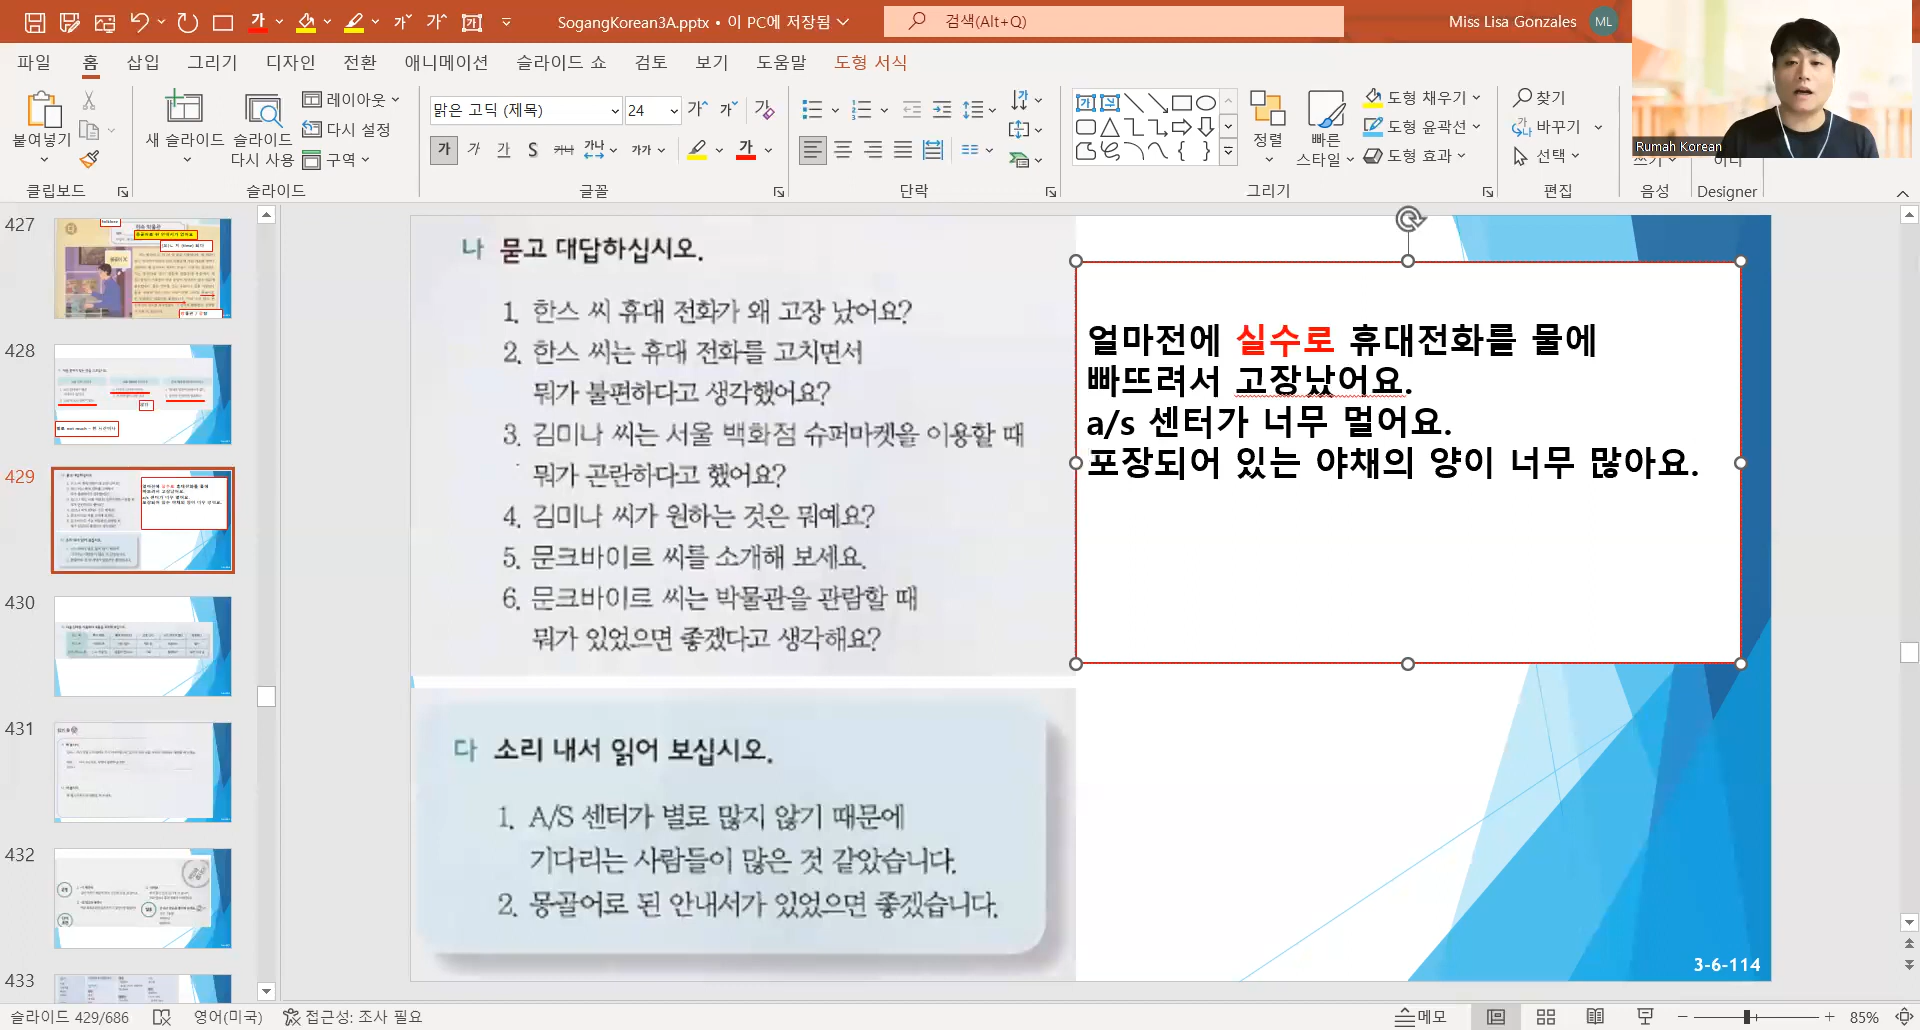 SogangKorean3A.pptx • 이 PC에 저장됨
검색(Alt+Q)
Miss Lisa Gonzales
ML
파일 홈 삽입 그리기 디자인 전환 애니메이션 슬라이드 쇼 검토 보기 도움말 도형 서식
붙여넣기
클립보드
새 슬라이드
슬라이드 다시 사용
레이아웃
다시 설정
구역
슬라이드
맑은 고딕 (제목)
24
글꼴
단락
정렬
빠른 스타일
도형 채우기
도형 윤곽선
도형 효과
그리기
찾기
바꾸기
선택
편집
음성
Designer
Rumah Korean
427
428
429
430
431
432
433
나 묻고 대답하십시오.
1. 한스 씨 휴대 전화가 왜 고장 났어요?
2. 한스 씨는 휴대 전화를 고치면서
뭐가 불편하다고 생각했어요?
3. 김미나 씨는 서울 백화점 슈퍼마켓을 이용할 때
뭐가 곤란하다고 했어요?
4. 김미나 씨가 원하는 것은 뭐예요?
5. 문크바이르 씨를 소개해 보세요.
6. 문크바이르 씨는 박물관을 관람할 때
뭐가 있었으면 좋겠다고 생각해요?
다 소리 내서 읽어 보십시오.
1. A/S 센터가 별로 많지 않기 때문에
기다리는 사람들이 많은 것 같았습니다.
2. 몽골어로 된 안내서가 있었으면 좋겠습니다.
얼마전에 실수로 휴대전화를 물에
빠뜨려서 고장났어요.
a/s 센터가 너무 멀어요.
포장되어 있는 야채의 양이 너무 많아요.
3-6-114
슬라이드 429/686
영어(미국)
접근성: 조사 필요
메모
85%